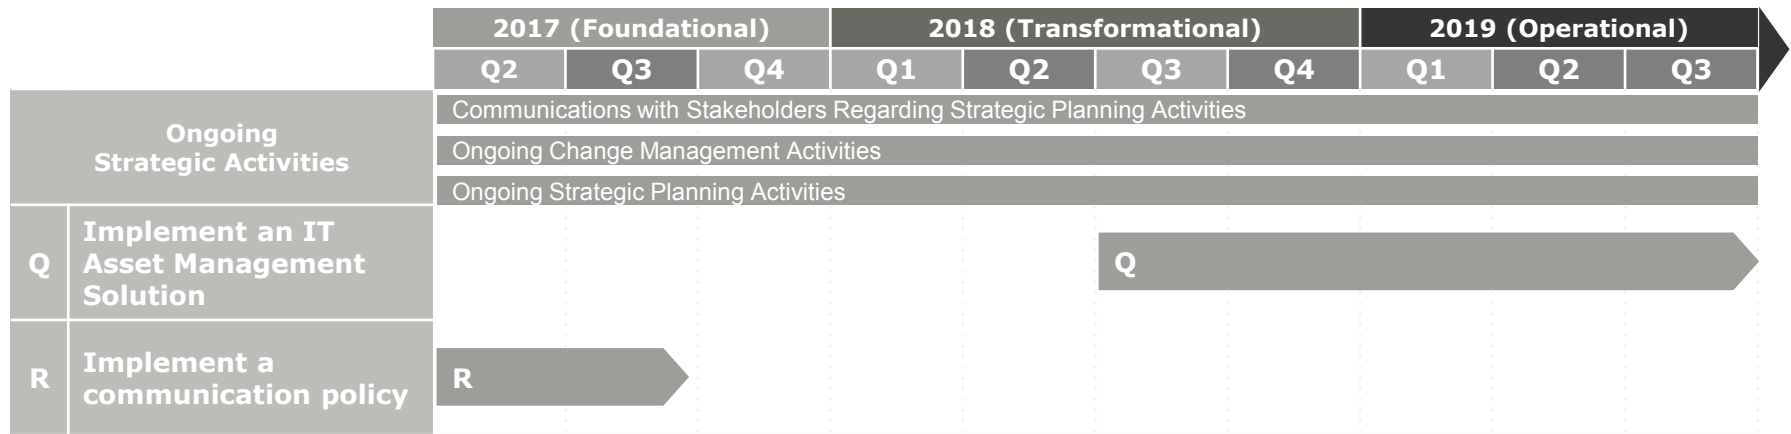 2017 (Foundational) 2018 (Transformational) 2019 (Operational)
Q2 Q3 Q4 Q1 Q2 Q3 Q4 Q1 Q2 Q3
Ongoing
Strategic Activities
Communications with Stakeholders Regarding Strategic Planning Activities
Ongoing Change Management Activities
Ongoing Strategic Planning Activities
Q
Implement an IT
Asset Management
Solution
Q
R
Implement a
communication policy
R